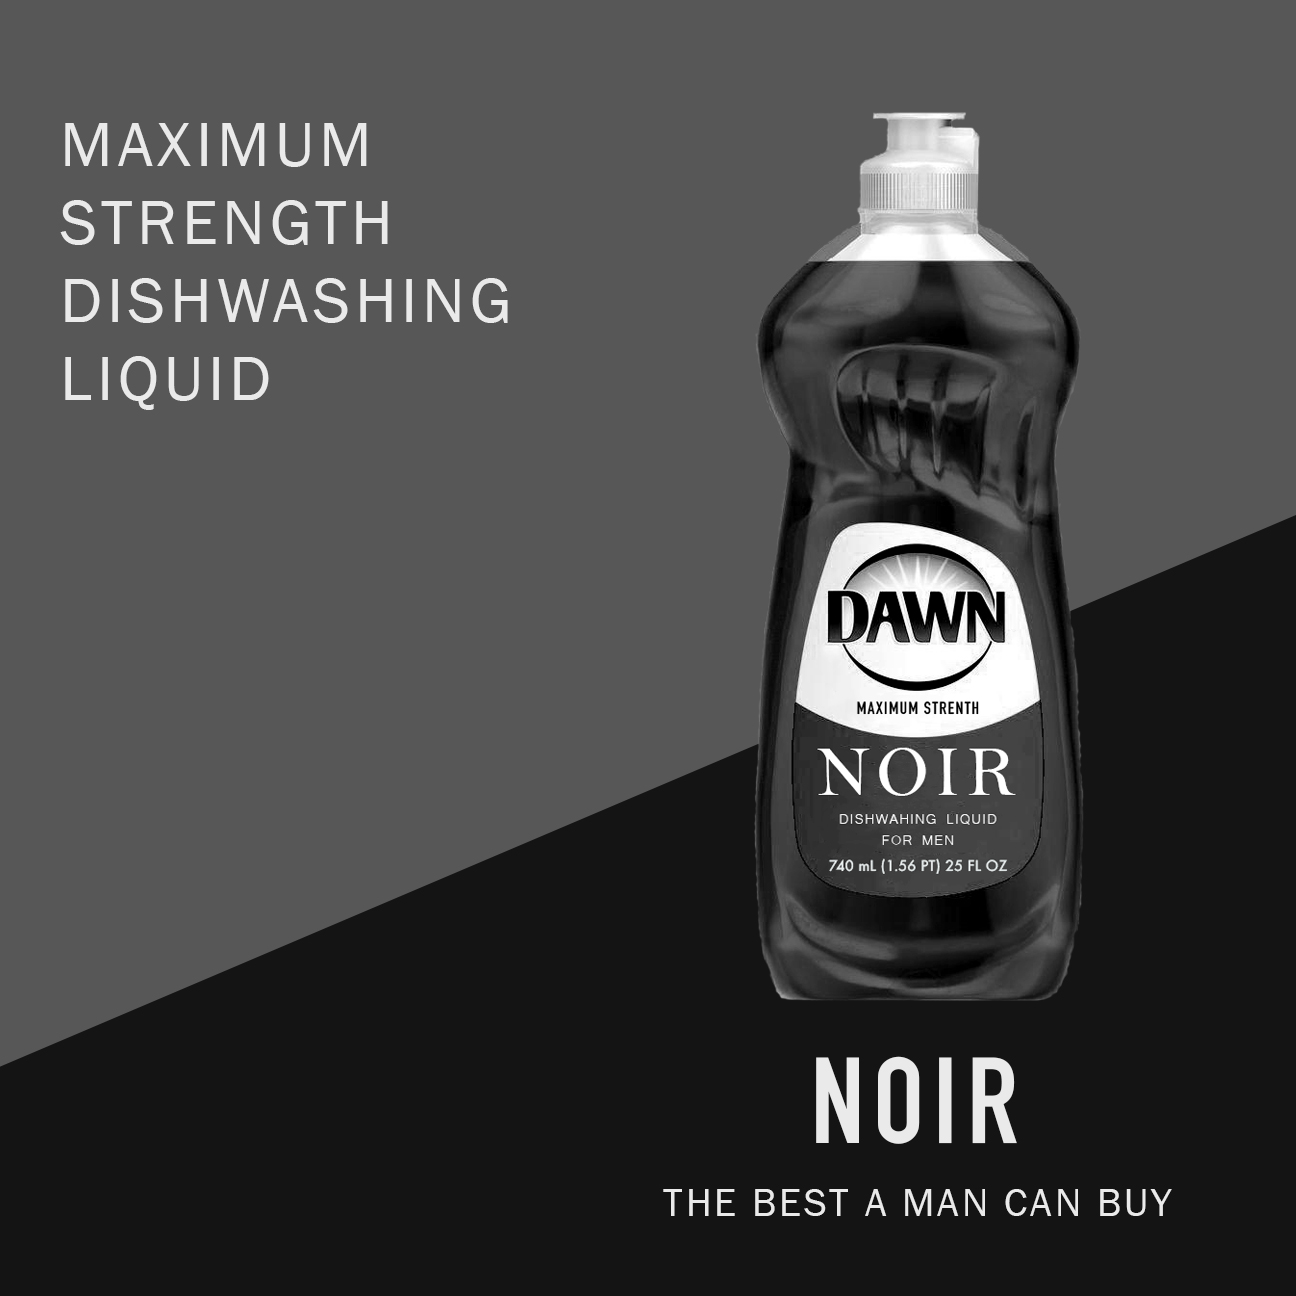 MAXIMUM
STRENGTH
DISHWASHING
LIQUID
DAWN
MAXIMUM STRENTH
NOIR
DISHWAHING LIQUID
FOR MEN
740 mL (1.56 PT) 25 FL OZ
NOIR
THE BEST A MAN CAN BUY